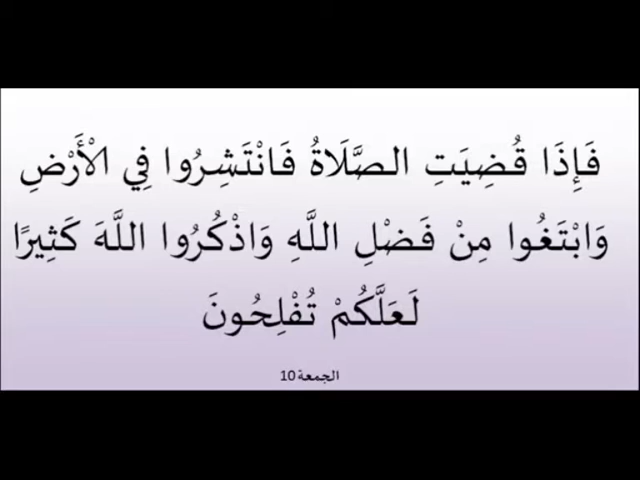 فَإِذَا قُضِيَتِ الصَّلَاةُ فَانْتَشِرُوا فِي الْأَرْضِ
وَابْتَغُوا مِنْ فَضْلِ اللَّهِ وَاذْكُرُوا اللَّهَ كَثِيرًا
لَعَلَّكُمْ تُفْلِحُونَ
الجمعة 10